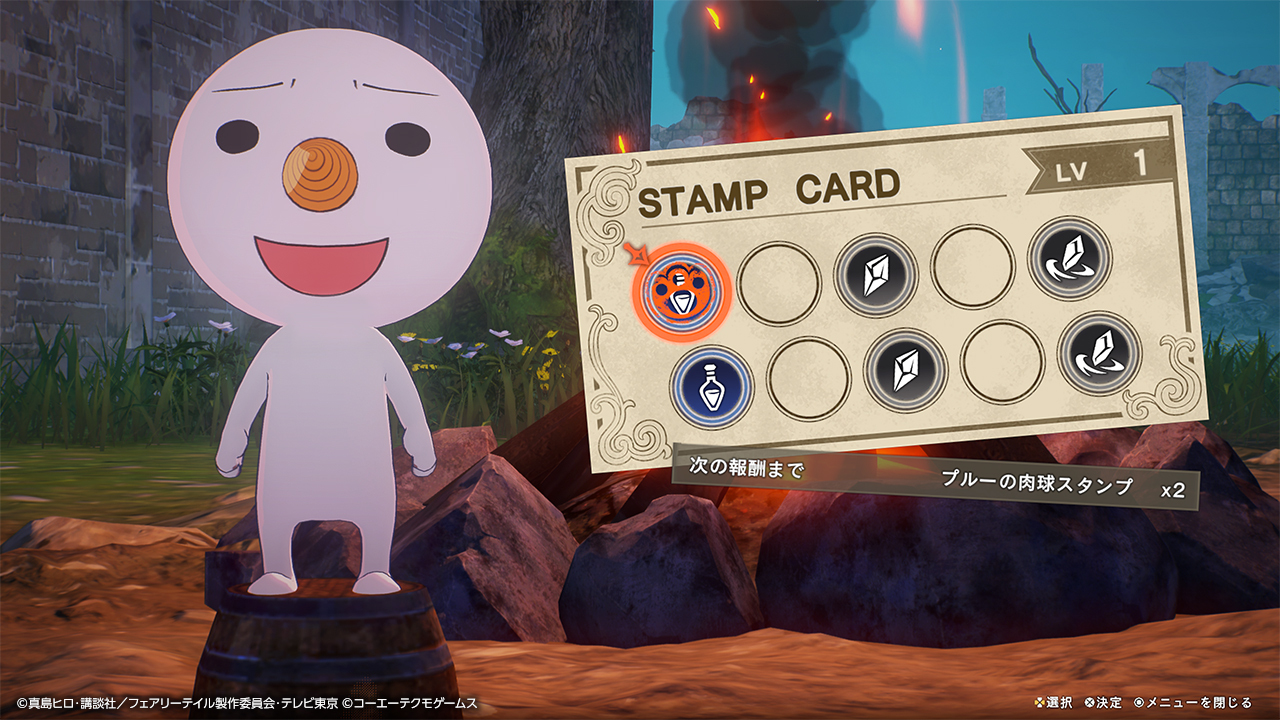 STAMP CARD
LV 1
次の報酬まで プルーの肉球スタンプ x2
©真島ヒロ・講談社／フェアリーテイル製作委員会・テレビ東京 ©コーエーテクモゲームス
選択 決定 メニューを閉じる